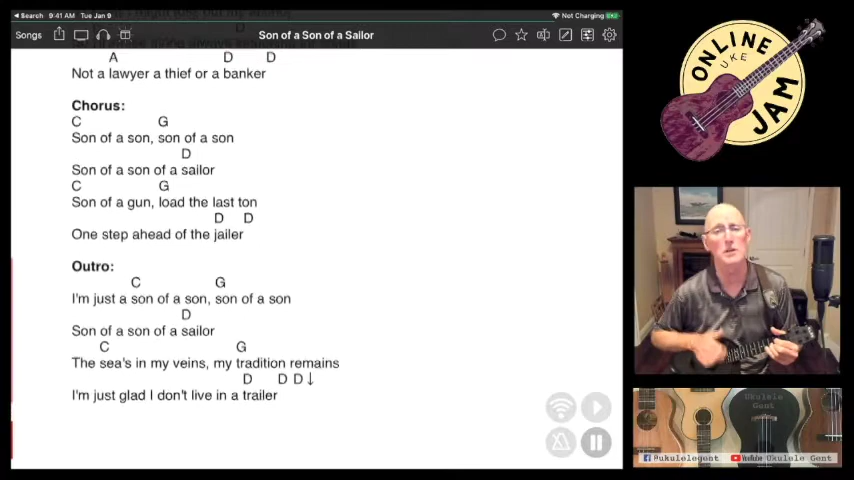 Search 9:41 AM Tue Jan 9 Not Charging
Songs Son of a Son of a Sailor
A D D
Not a lawyer a thief or a banker
Chorus:
C G
Son of a son, son of a son
D
Son of a son of a sailor
C G
Son of a gun, load the last ton
D D
One step ahead of the jailer
Outro:
C G
I'm just a son of a son, son of a son
D
Son of a son of a sailor
C G
The sea's in my veins, my tradition remains
D D D↓
I'm just glad I don't live in a trailer
ONLINE
UKE
JAM
Ukulele
Gent
@ukulelegent YouTube Ukulele Gent